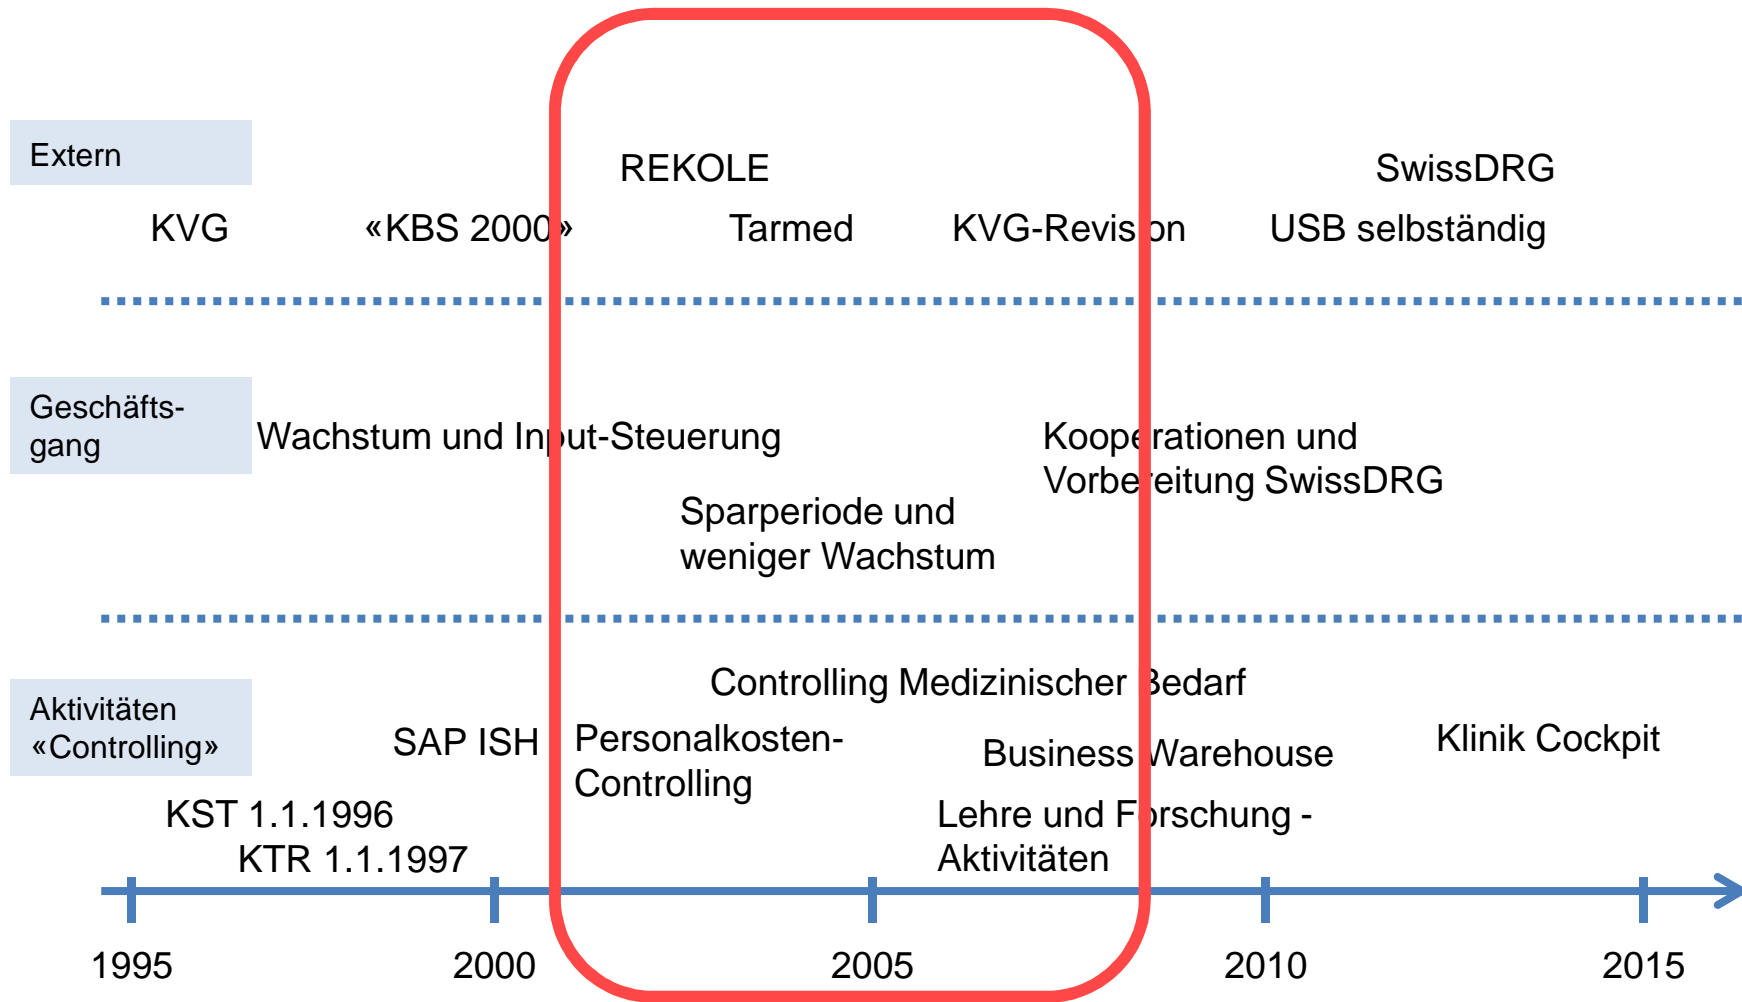 Extern
REKOLE
SwissDRG
KVG
«KBS 2000»
Tarmed
KVG-Revision
USB selbständig
Geschäfts-
gang
Wachstum und Input-Steuerung
Kooperationen und
Vorbereitung SwissDRG
Sparperiode und
weniger Wachstum
Controlling Medizinischer Bedarf
Aktivitäten
«Controlling»
SAP ISH
Personalkosten-
Controlling
Business Warehouse
Klinik Cockpit
KST 1.1.1996
KTR 1.1.1997
Lehre und Forschung -
Aktivitäten
1995
2000
2005
2010
2015